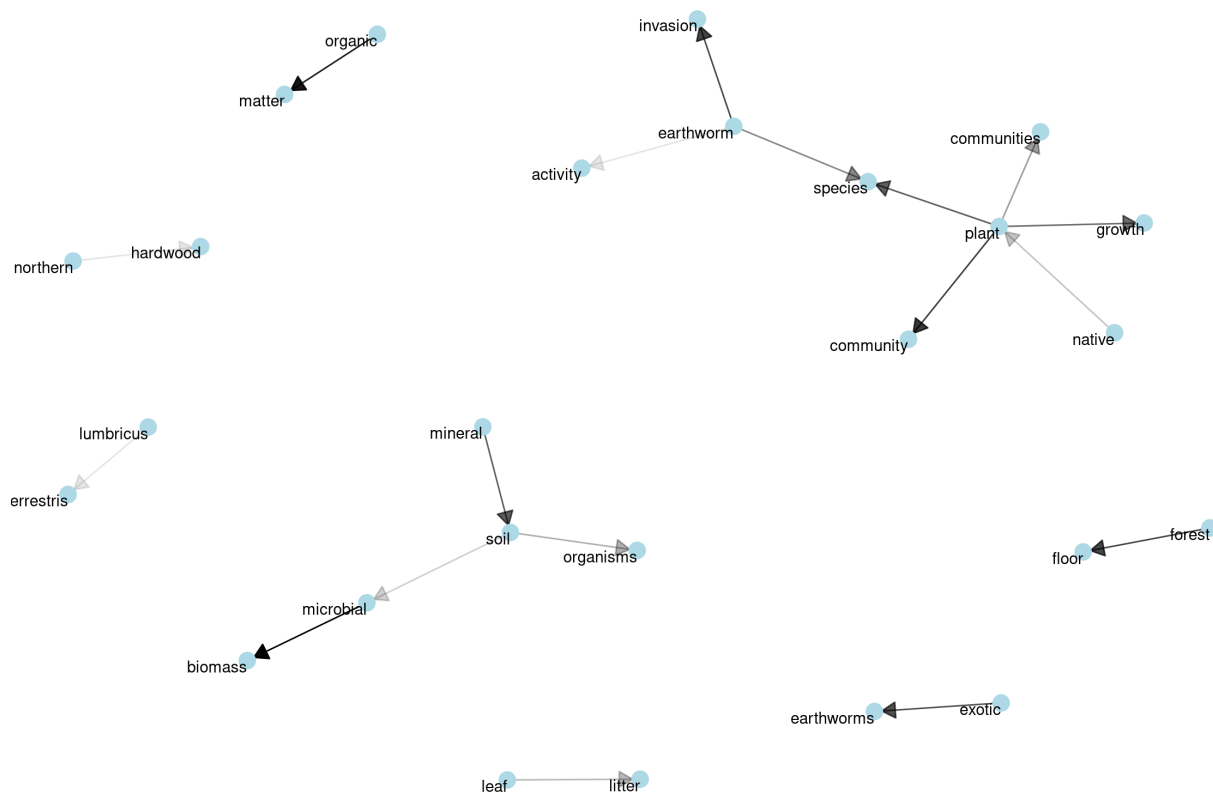 invasion
organic
matter
earthworm
communities
activity
species
plant
growth
hardwood
northern
community
native
lumbricus
mineral
errestris
soil
organisms
forest
floor
microbial
biomass
exotic
earthworms
leaf
litter